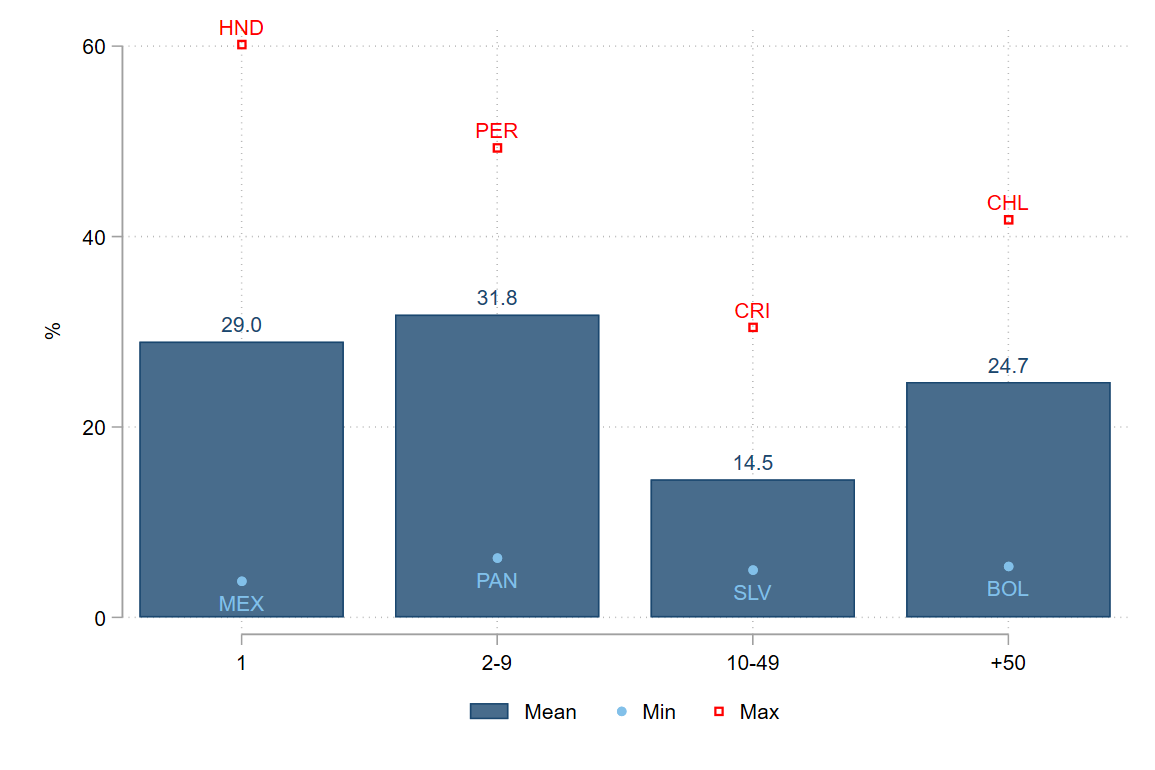 HND
60
PER
CHL
40
CRI
31.8
29.0
%
24.7
20
14.5
MEX
PAN
SLV
BOL
0
1
2-9
10-49
+50
Mean
Min
Max